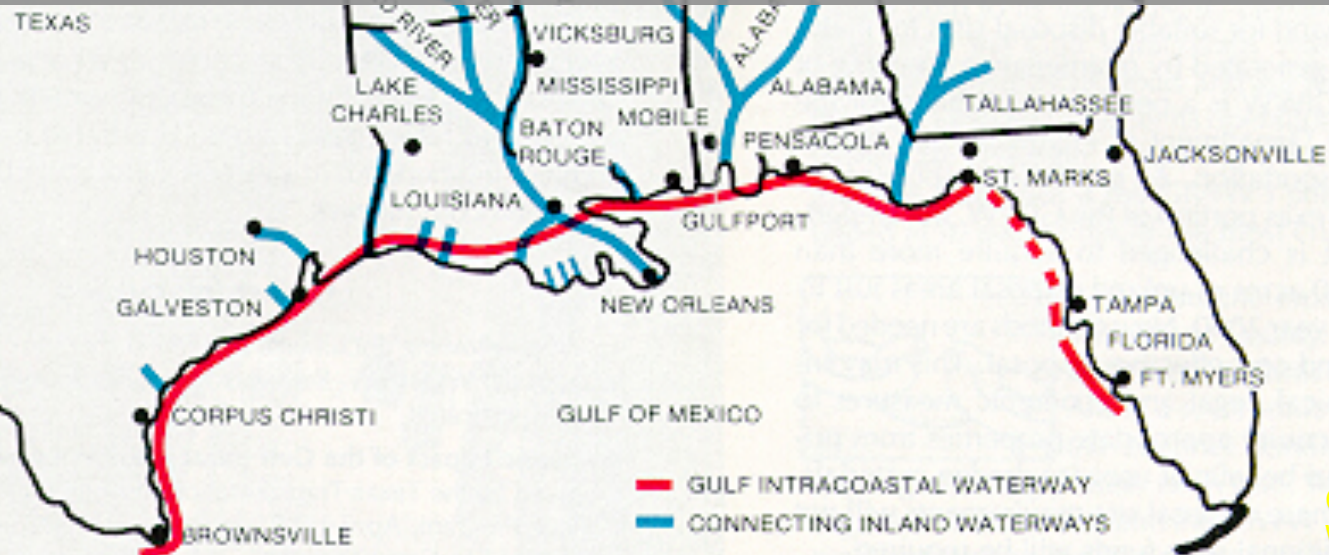 TEXAS
RIVER
VICKSBURG
MISSISSIPPI
LAKE
CHARLES
BATON
ROUGE
MOBILE
ALABAMA
TALLAHASSEE
PENSACOLA
JACKSONVILLE
ST. MARKS
LOUISIANA
GULFPORT
HOUSTON
GALVESTON
NEW ORLEANS
TAMPA
FLORIDA
FT. MYERS
CORPUS CHRISTI
GULF OF MEXICO
GULF INTRACOASTAL WATERWAY
CONNECTING INLAND WATERWAYS
BROWNSVILLE